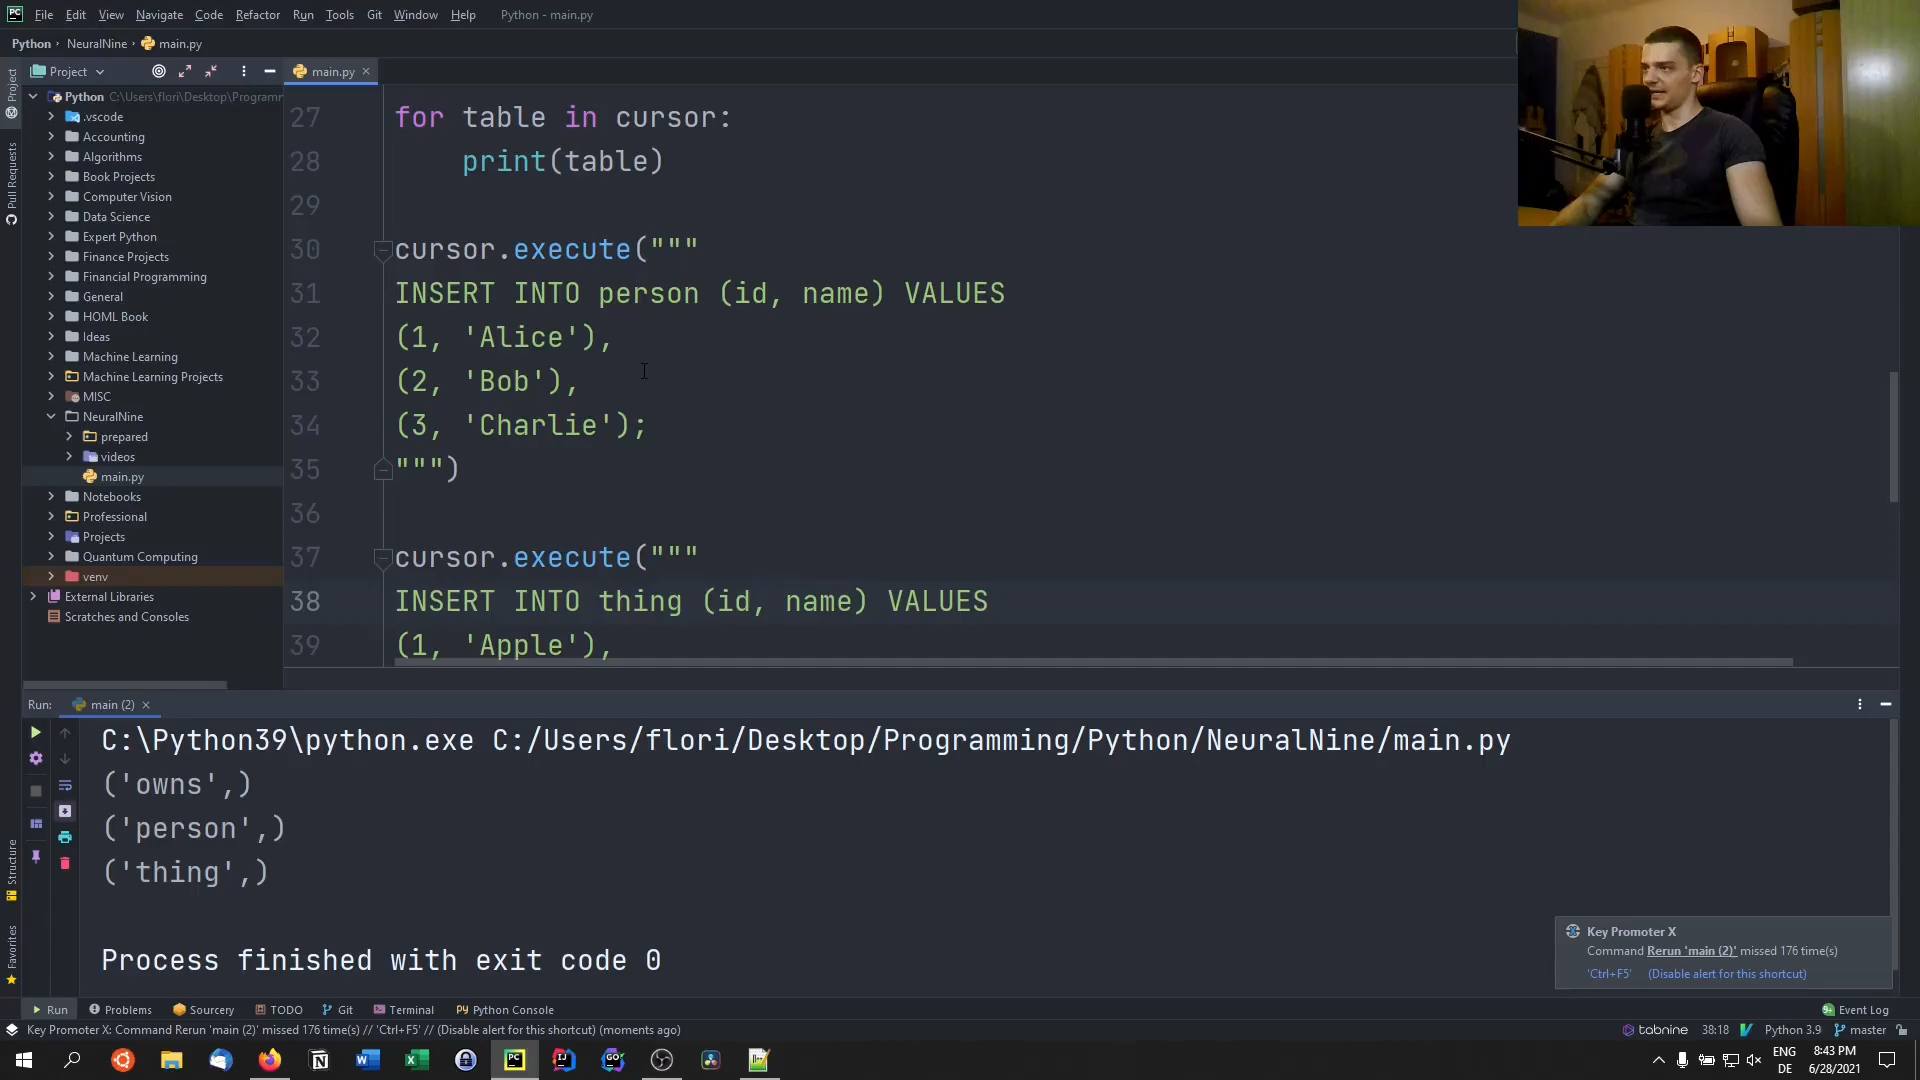 PC File Edit View Navigate Code Refactor Run Tools Git Window Help Python - main.py
Python › NeuralNine › main.py
Project
main.py
Python C:\Users\flori\Desktop\Programm
.vscode
Accounting
Algorithms
Book Projects
Computer Vision
Data Science
Expert Python
Finance Projects
Financial Programming
General
HOML Book
Ideas
Machine Learning
Machine Learning Projects
MISC
NeuralNine
prepared
videos
main.py
Notebooks
Professional
Projects
Quantum Computing
venv
External Libraries
Scratches and Consoles
Project
Pull Requests
Structure
Favorites
27 for table in cursor:
28 print(table)
29
30 cursor.execute("""
31 INSERT INTO person (id, name) VALUES
32 (1, 'Alice'),
33 (2, 'Bob'),
34 (3, 'Charlie');
35 """)
36
37 cursor.execute("""
38 INSERT INTO thing (id, name) VALUES
39 (1, 'Apple'),
Run: main (2)
C:\Python39\python.exe C:/Users/flori/Desktop/Programming/Python/NeuralNine/main.py
('owns',)
('person',)
('thing',)
Process finished with exit code 0
Key Promoter X
Command Rerun 'main (2)' missed 176 time(s)
'Ctrl+F5' (Disable alert for this shortcut)
Run Problems Sourcery TODO Git Terminal Python Console Event Log
Key Promoter X: Command Rerun 'main (2)' missed 176 time(s) // 'Ctrl+F5' // (Disable alert for this shortcut) (moments ago) tabnine 38:18 Python 3.9 master
ENG 8:43 PM
DE 6/28/2021